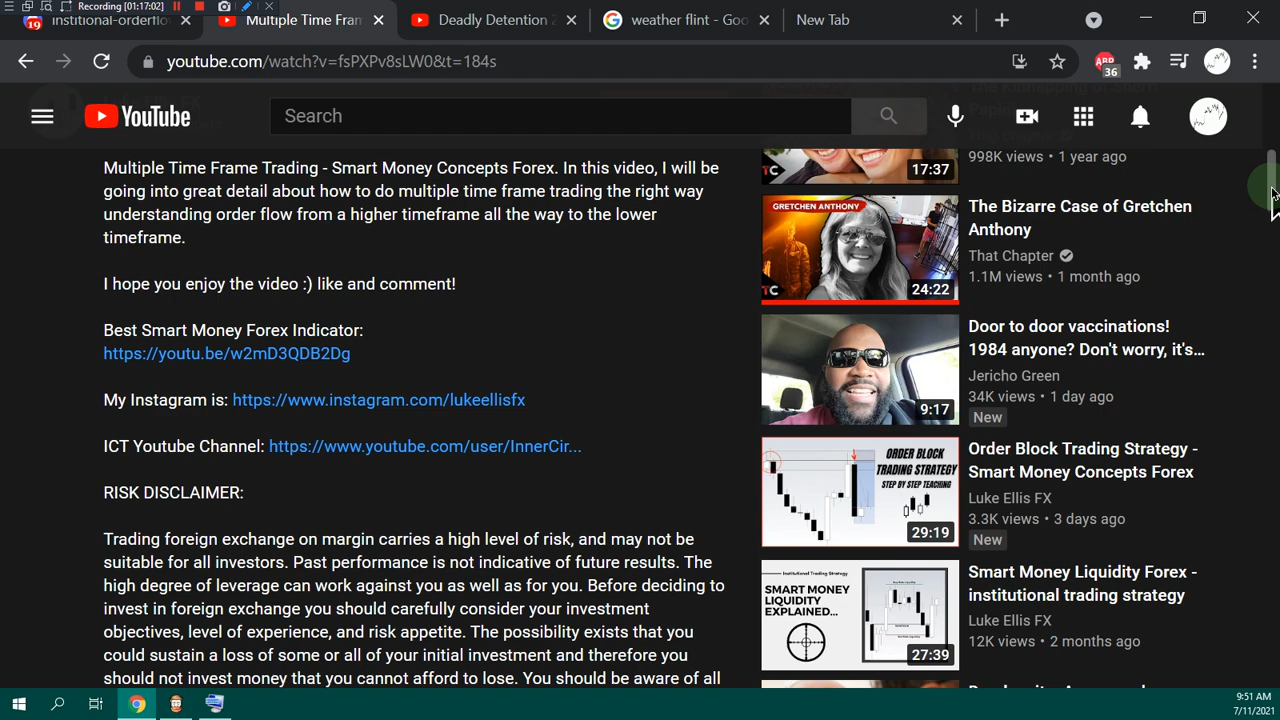 Recording [01:17:02]
institional-orderflow
19
Multiple Time Fram
Deadly Detention 2
weather flint - Goo
New Tab
youtube.com/watch?v=fsPXPv8sLW0&t=184s
ABP
36
YouTube
Search
Multiple Time Frame Trading - Smart Money Concepts Forex. In this video, I will be
going into great detail about how to do multiple time frame trading the right way
understanding order flow from a higher timeframe all the way to the lower
timeframe.
I hope you enjoy the video :) like and comment!
Best Smart Money Forex Indicator:
https://youtu.be/w2mD3QDB2Dg
My Instagram is: https://www.instagram.com/lukeellisfx
ICT Youtube Channel: https://www.youtube.com/user/InnerCir...
RISK DISCLAIMER:
Trading foreign exchange on margin carries a high level of risk, and may not be
suitable for all investors. Past performance is not indicative of future results. The
high degree of leverage can work against you as well as for you. Before deciding to
invest in foreign exchange you should carefully consider your investment
objectives, level of experience, and risk appetite. The possibility exists that you
could sustain a loss of some or all of your initial investment and therefore you
should not invest money that you cannot afford to lose. You should be aware of all
TC
17:37
998K views • 1 year ago
GRETCHEN ANTHONY
TC
24:22
The Bizarre Case of Gretchen
Anthony
That Chapter
1.1M views • 1 month ago
9:17
Door to door vaccinations!
1984 anyone? Don't worry, it's...
Jericho Green
34K views • 1 day ago
New
ORDER BLOCK
TRADING STRATEGY
STEP BY STEP TEACHING
29:19
Order Block Trading Strategy -
Smart Money Concepts Forex
Luke Ellis FX
3.3K views • 3 days ago
New
Institutional Trading Strategy
SMART MONEY
LIQUIDITY
EXPLAINED...
27:39
Smart Money Liquidity Forex -
institutional trading strategy
Luke Ellis FX
12K views • 2 months ago
9:51 AM
7/11/2021